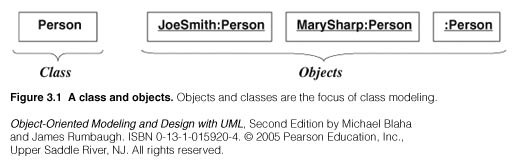 Person
JoeSmith:Person
MarySharp:Person
:Person
Class
Objects
Figure 3.1 A class and objects. Objects and classes are the focus of class modeling.
Object-Oriented Modeling and Design with UML, Second Edition by Michael Blaha
and James Rumbaugh. ISBN 0-13-1-015920-4. © 2005 Pearson Education, Inc.,
Upper Saddle River, NJ. All rights reserved.